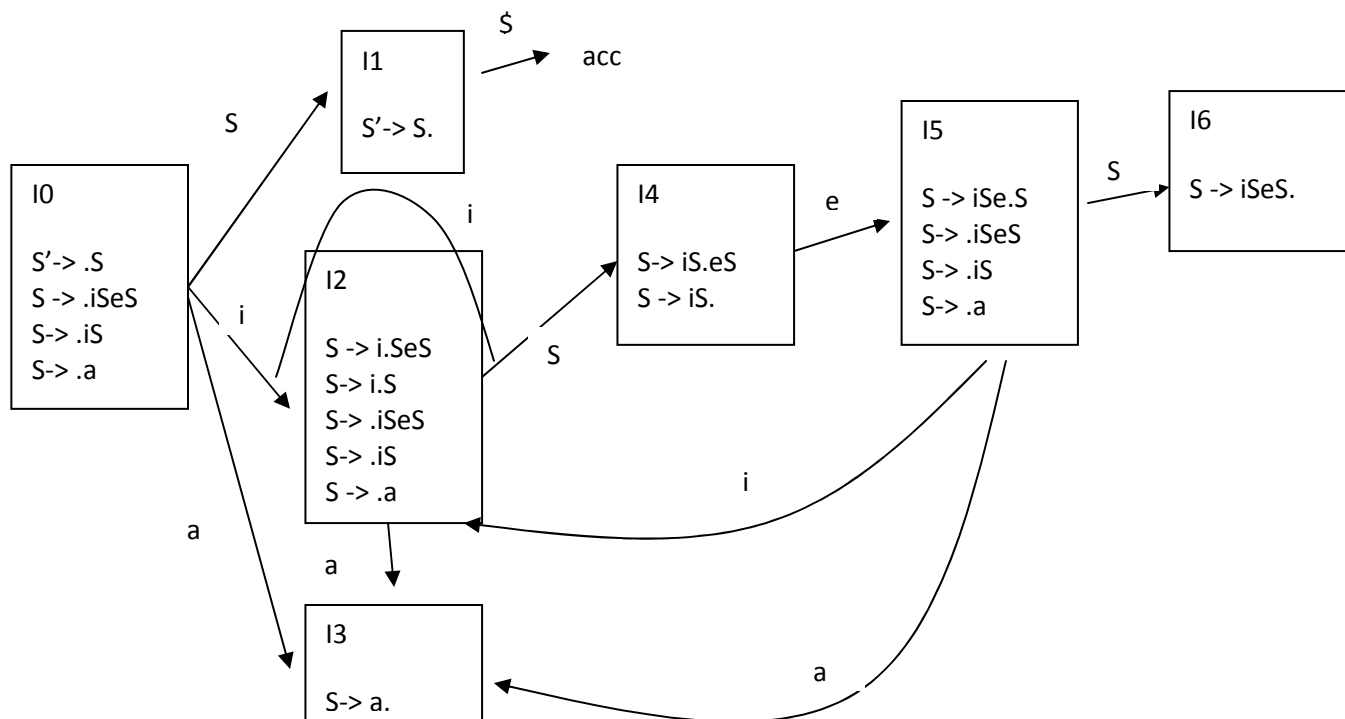 $
I1
acc
S’-> S.
S
I0
S’-> .S
S -> .iSeS
S-> .iS
S-> .a
i
i
I2
S -> i.SeS
S-> i.S
S-> .iSeS
S-> .iS
S -> .a
S
I4
S-> iS.eS
S -> iS.
e
I5
S -> iSe.S
S-> .iSeS
S-> .iS
S-> .a
S
I6
S -> iSeS.
i
a
a
I3
S-> a.
a